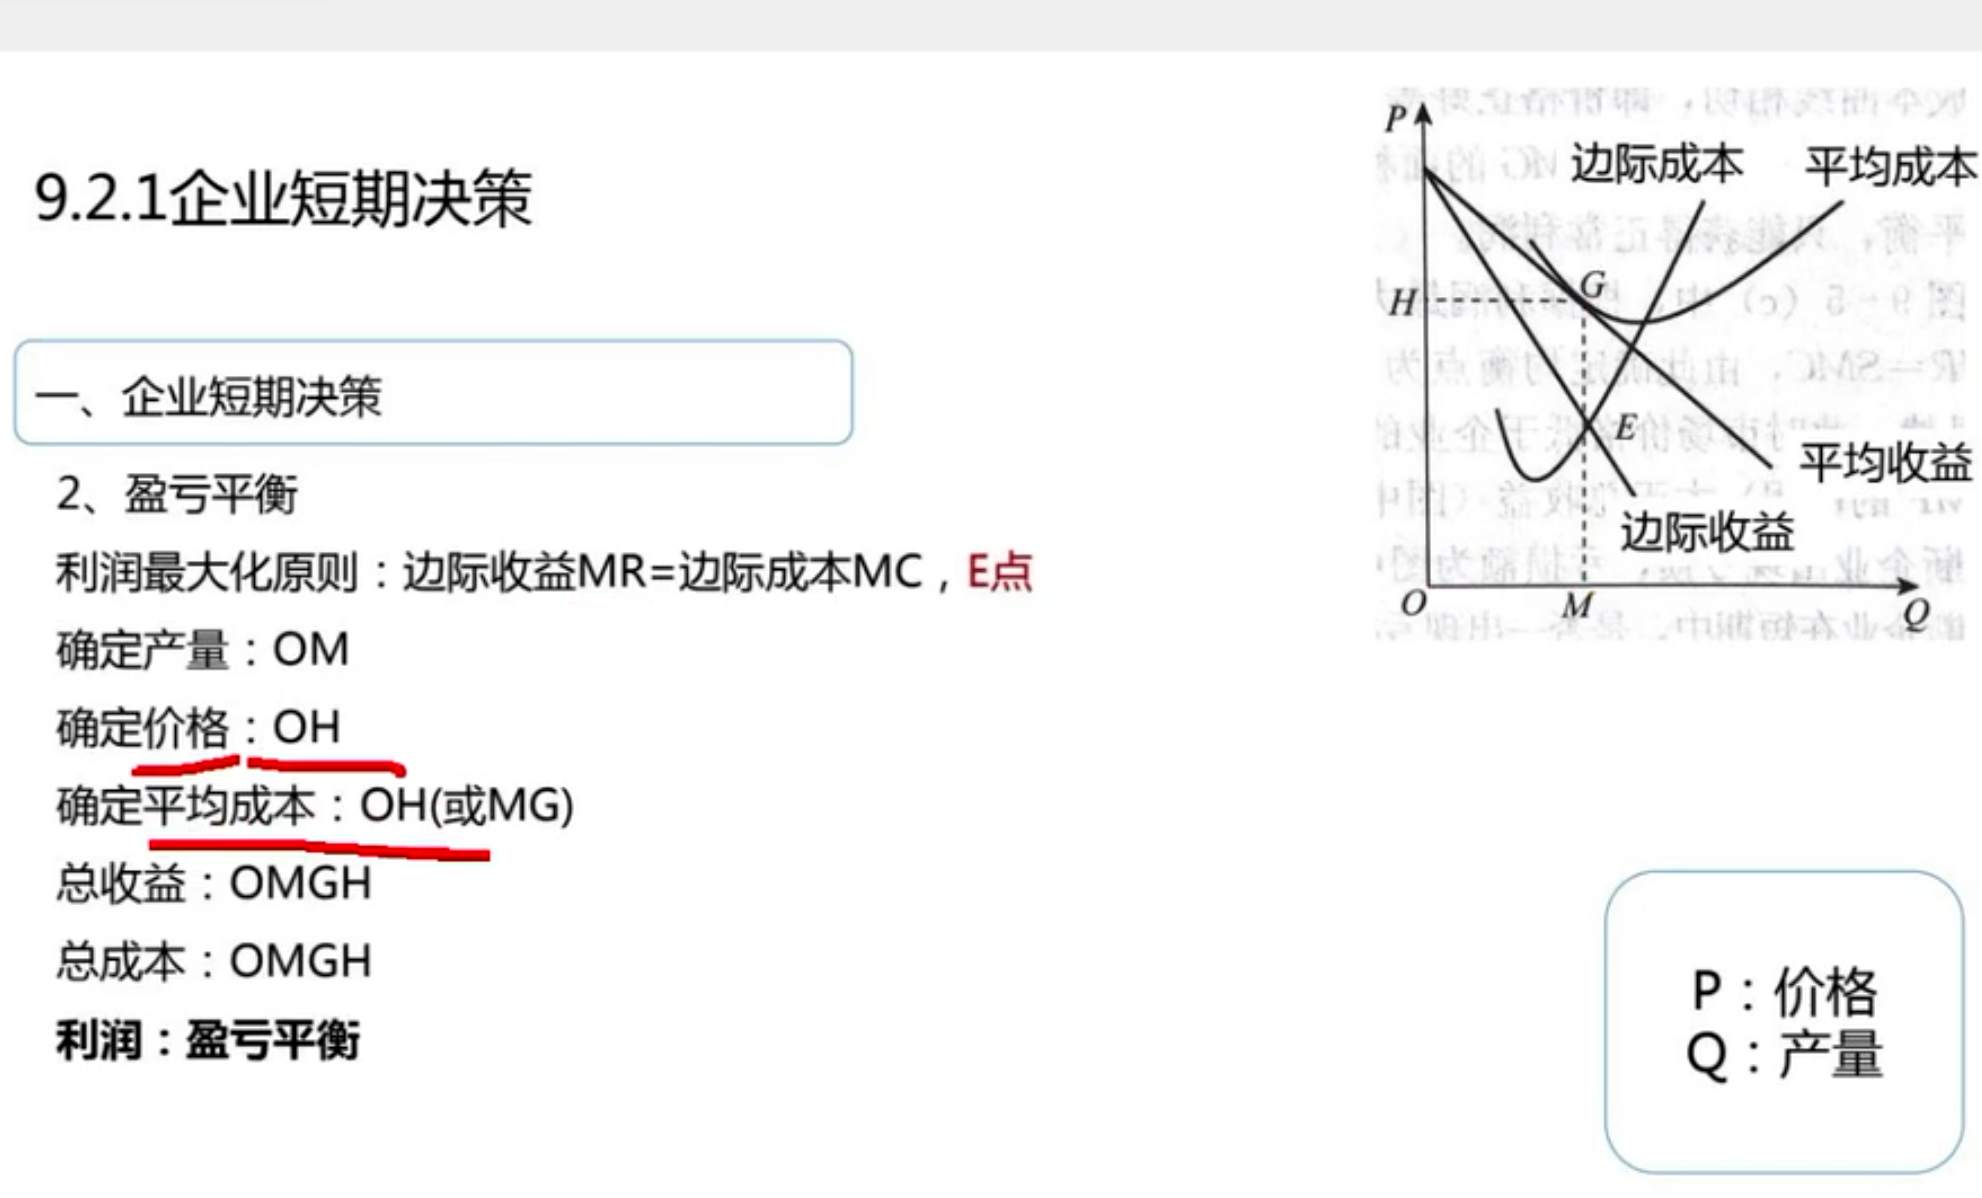 9.2.1企业短期决策
一、企业短期决策
2、盈亏平衡
利润最大化原则：边际收益MR=边际成本MC，E点
确定产量：OM
确定价格：OH
确定平均成本：OH(或MG)
总收益：OMGH
总成本：OMGH
利润：盈亏平衡
P
边际成本
平均成本
H
G
E
平均收益
边际收益
O
M
Q
P：价格
Q：产量